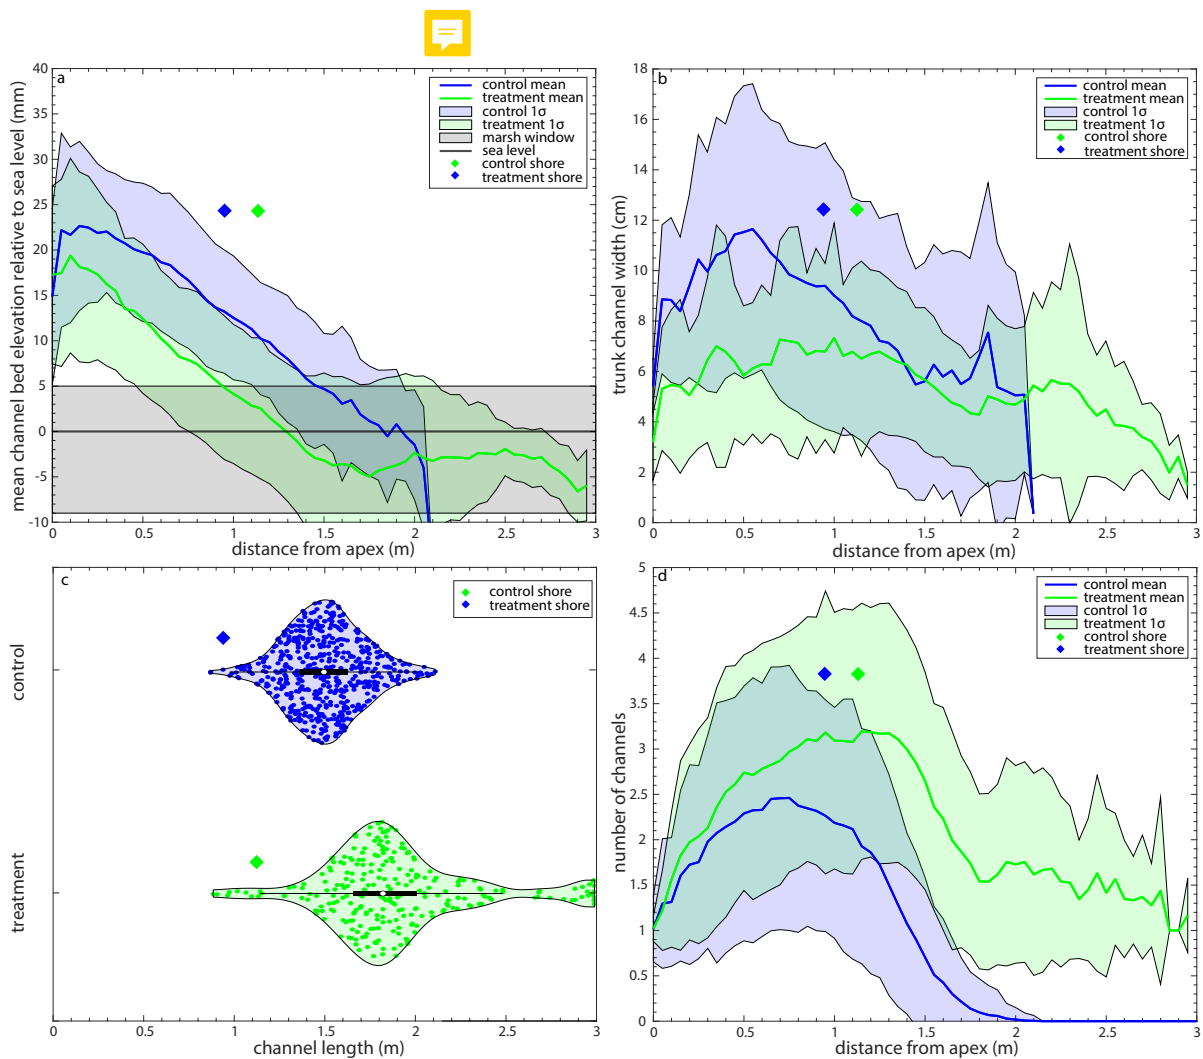 a
40
35
30
25
20
15
10
5
0
-5
-10
mean channel bed elevation relative to sea level (mm)
control mean
treatment mean
control 1σ
treatment 1σ
marsh window
sea level
control shore
treatment shore
0 0.5 1 1.5 2 2.5 3
distance from apex (m)
b
18
16
14
12
10
8
6
4
2
0
trunk channel width (cm)
control mean
treatment mean
control 1σ
treatment 1σ
control shore
treatment shore
0 0.5 1 1.5 2 2.5 3
distance from apex (m)
c
control shore
treatment shore
control
treatment
0 0.5 1 1.5 2 2.5 3
channel length (m)
d
5
4.5
4
3.5
3
2.5
2
1.5
1
0.5
0
number of channels
control mean
treatment mean
control 1σ
treatment 1σ
control shore
treatment shore
0 0.5 1 1.5 2 2.5 3
distance from apex (m)